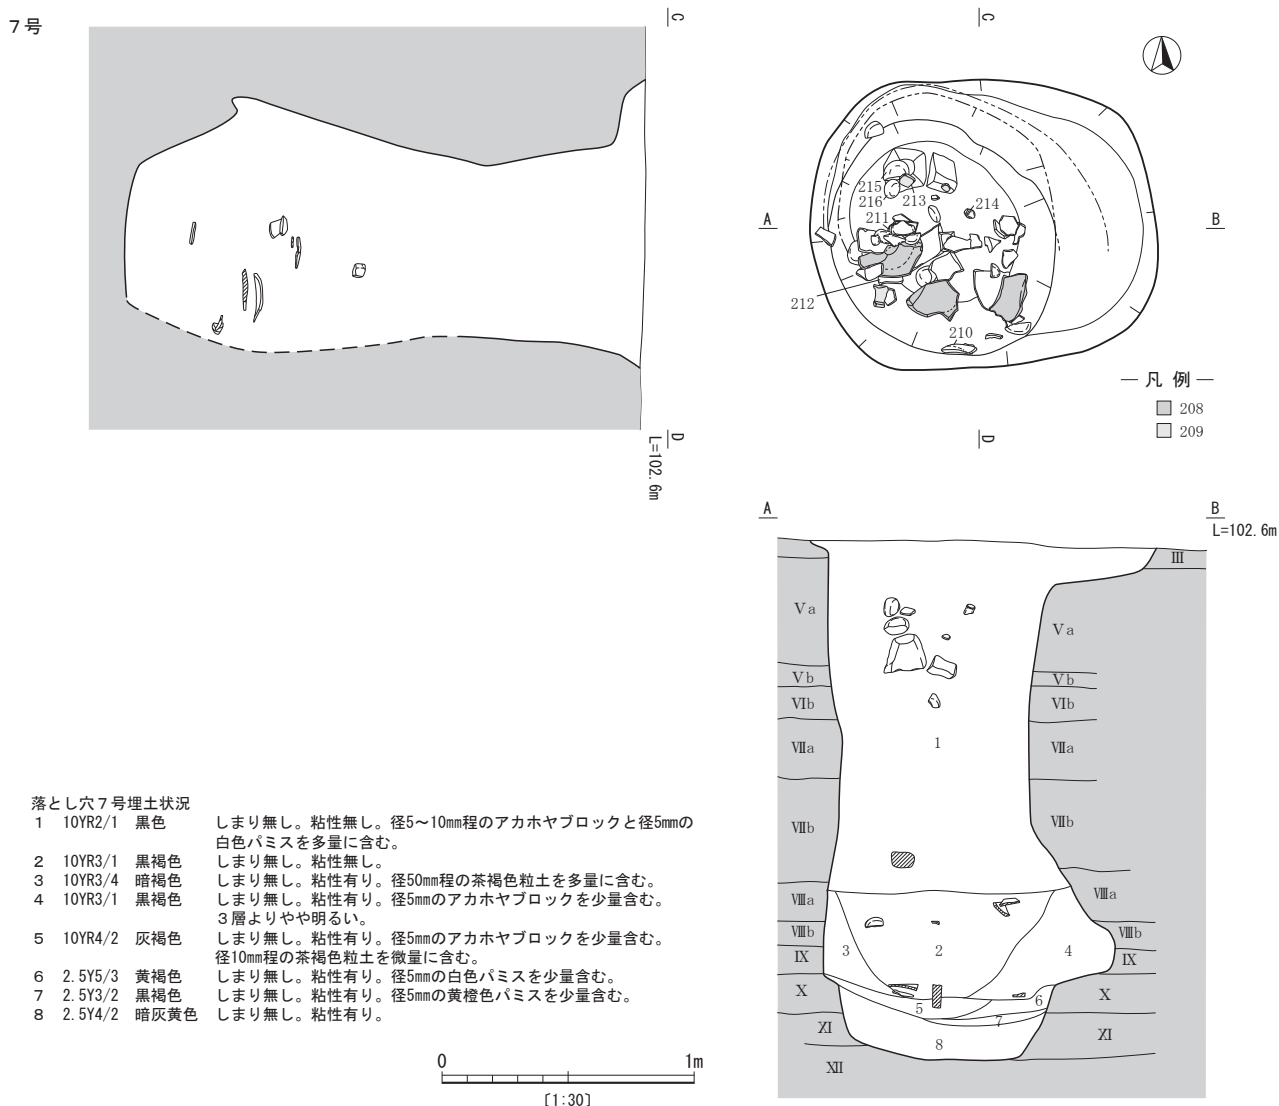 7号
C
C
A
B
215
216
213
214
211
212
210
凡 例
208
209
D
L=102.6m
D
A
B
L=102.6m
Ⅲ
Ⅴa
Ⅴa
Ⅴb
Ⅴb
Ⅵb
Ⅵb
1
Ⅶa
Ⅶa
Ⅶb
Ⅶb
Ⅷa
Ⅷa
Ⅷb
Ⅷb
3
2
4
Ⅸ
Ⅸ
Ⅹ
Ⅹ
5
6
7
Ⅺ
Ⅺ
8
Ⅻ
落とし穴7号埋土状況
1 10YR2/1 黒色 しまり無し。粘性無し。径5～10㎜程のアカホヤブロックと径5㎜の
白色パミスを多量に含む。
2 10YR3/1 黒褐色 しまり無し。粘性無し。
3 10YR3/4 暗褐色 しまり無し。粘性有り。径50㎜程の茶褐色粒土を多量に含む。
4 10YR3/1 黒褐色 しまり無し。粘性有り。径5㎜のアカホヤブロックを少量含む。
3層よりやや明るい。
5 10YR4/2 灰褐色 しまり無し。粘性有り。径5㎜のアカホヤブロックを少量含む。
径10㎜程の茶褐色粒土を微量に含む。
6 2.5Y5/3 黄褐色 しまり無し。粘性有り。径5㎜の白色パミスを少量含む。
7 2.5Y3/2 黒褐色 しまり無し。粘性有り。径5㎜の黄橙色パミスを少量含む。
8 2.5Y4/2 暗灰黄色 しまり無し。粘性有り。
0 1m
[1:30]